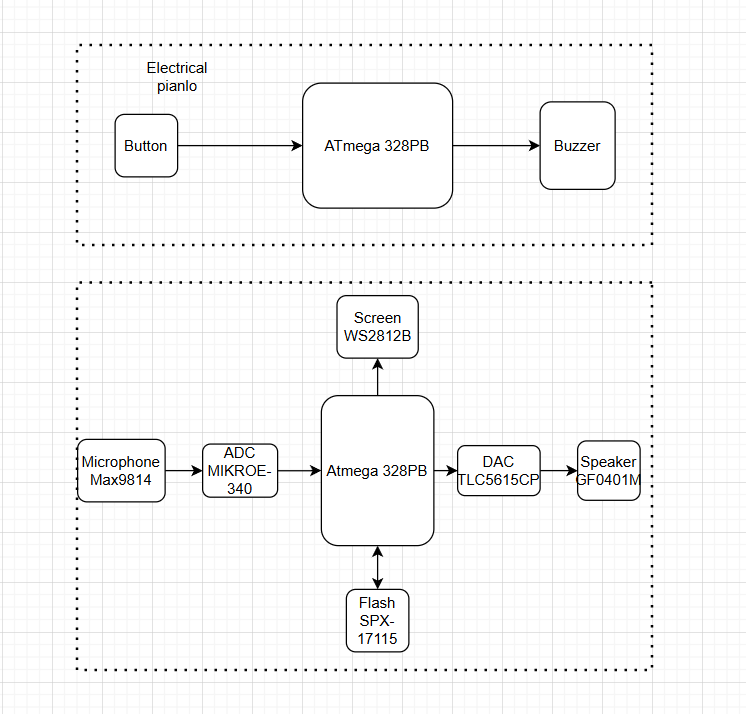 Electrical
pianlo
Button
ATmega 328PB
Buzzer
Screen
WS2812B
Microphone
Max9814
ADC
MIKROE-
340
Atmega 328PB
DAC
TLC5615CP
Speaker
GF0401M
Flash
SPX-
17115